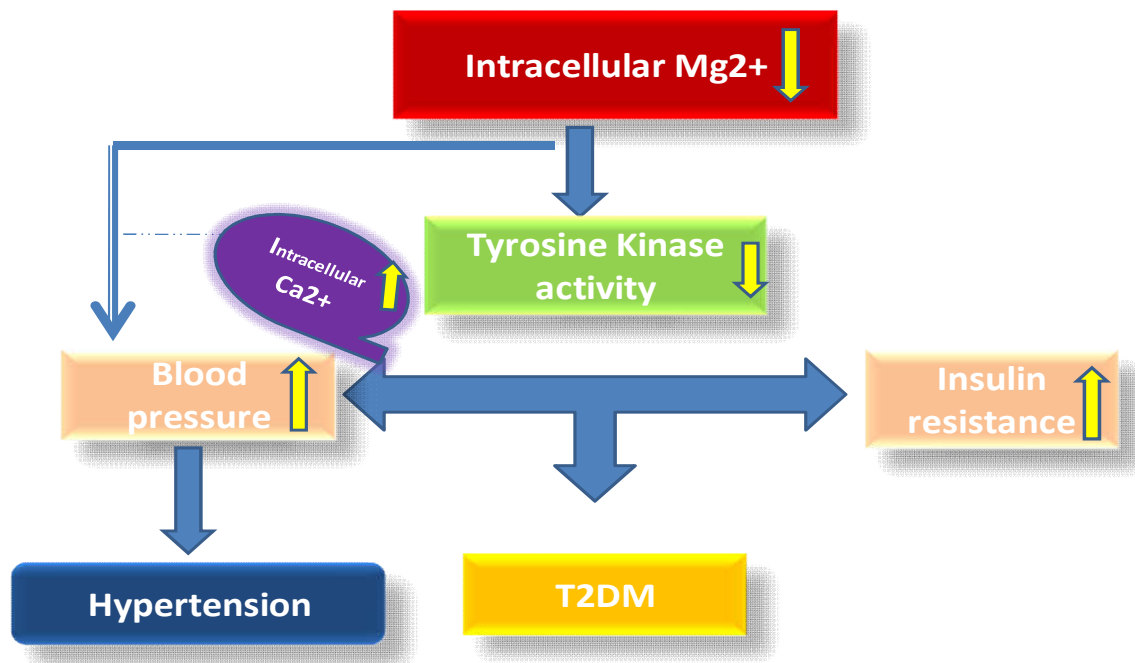 Intracellular Mg2+
Tyrosine Kinase
activity
Intracellular
Ca2+
Blood
pressure
Insulin
resistance
Hypertension
T2DM